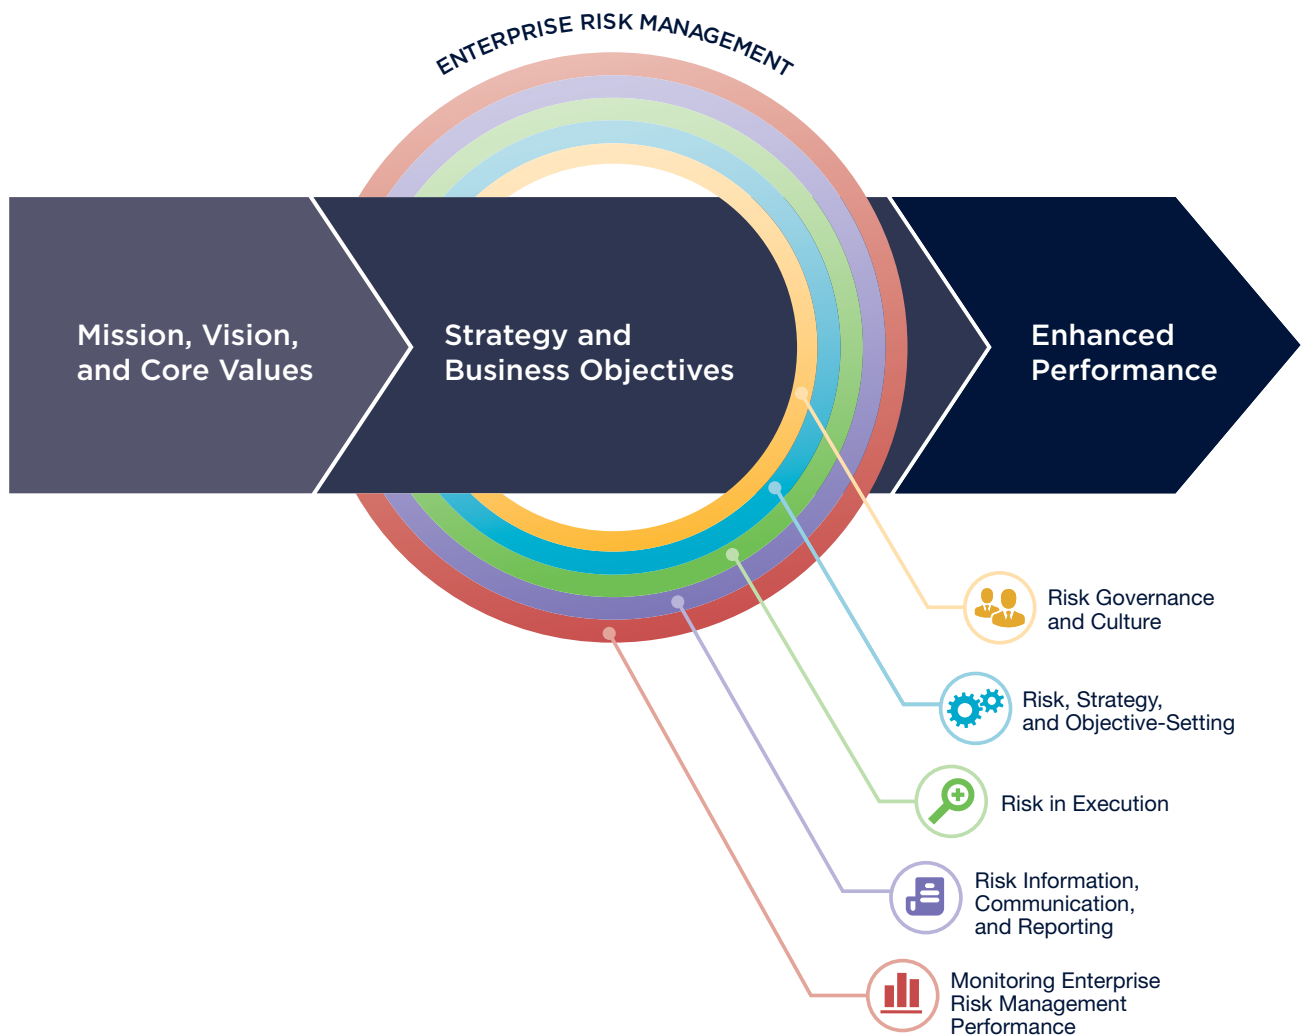 ENTERPRISE RISK MANAGEMENT
Mission, Vision,
and Core Values
Strategy and
Business Objectives
Enhanced
Performance
Risk Governance
and Culture
Risk, Strategy,
and Objective-Setting
Risk in Execution
Risk Information,
Communication,
and Reporting
Monitoring Enterprise
Risk Management
Performance